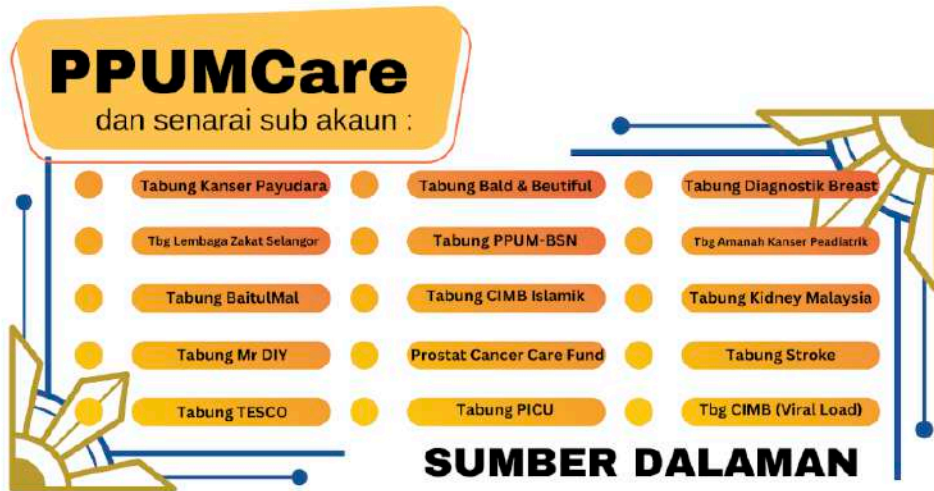 PPUMCare
dan senarai sub akaun :
Tabung Kanser Payudara
Tabung Bald & Beutiful
Tabung Diagnostik Breast
Tbg Lembaga Zakat Selangor
Tabung PPUM-BSN
Tbg Amanah Kanser Peadiatrik
Tabung BaitulMal
Tabung CIMB Islamik
Tabung Kidney Malaysia
Tabung Mr DIY
Prostat Cancer Care Fund
Tabung Stroke
Tabung TESCO
Tabung PICU
Tbg CIMB (Viral Load)
SUMBER DALAMAN